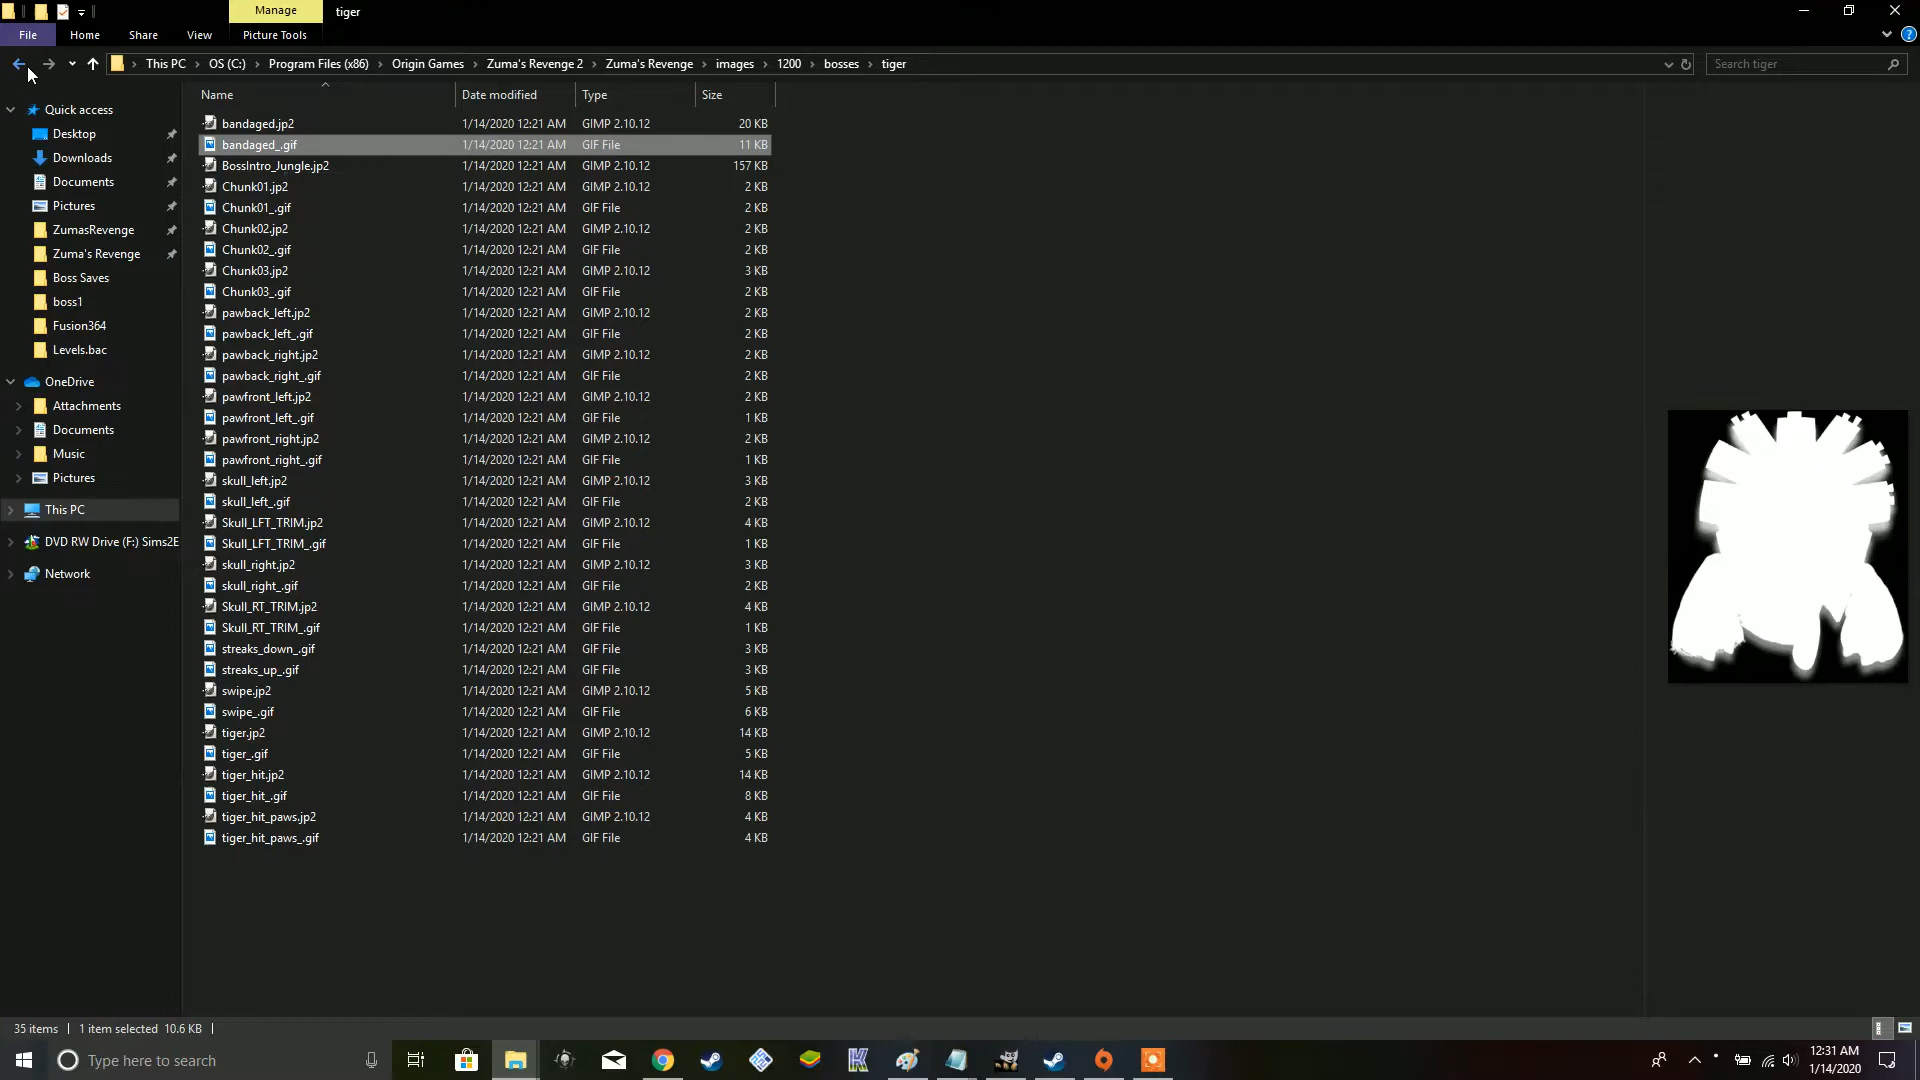 Manage
tiger
File
Home
Share
View
Picture Tools
This PC
OS (C:)
Program Files (x86)
Origin Games
Zuma's Revenge 2
Zuma's Revenge
images
1200
bosses
tiger
Search tiger
Name
Date modified
Type
Size
Quick access
Desktop
Downloads
Documents
Pictures
ZumasRevenge
Zuma's Revenge
Boss Saves
boss1
Fusion364
Levels.bac
OneDrive
Attachments
Documents
Music
Pictures
This PC
DVD RW Drive (F:) Sims2E
Network
bandaged.jp2 1/14/2020 12:21 AM GIMP 2.10.12 20 KB
bandaged_.gif 1/14/2020 12:21 AM GIF File 11 KB
BossIntro_Jungle.jp2 1/14/2020 12:21 AM GIMP 2.10.12 157 KB
Chunk01.jp2 1/14/2020 12:21 AM GIMP 2.10.12 2 KB
Chunk01_.gif 1/14/2020 12:21 AM GIF File 2 KB
Chunk02.jp2 1/14/2020 12:21 AM GIMP 2.10.12 2 KB
Chunk02_.gif 1/14/2020 12:21 AM GIF File 2 KB
Chunk03.jp2 1/14/2020 12:21 AM GIMP 2.10.12 3 KB
Chunk03_.gif 1/14/2020 12:21 AM GIF File 2 KB
pawback_left.jp2 1/14/2020 12:21 AM GIMP 2.10.12 2 KB
pawback_left_.gif 1/14/2020 12:21 AM GIF File 2 KB
pawback_right.jp2 1/14/2020 12:21 AM GIMP 2.10.12 2 KB
pawback_right_.gif 1/14/2020 12:21 AM GIF File 2 KB
pawfront_left.jp2 1/14/2020 12:21 AM GIMP 2.10.12 2 KB
pawfront_left_.gif 1/14/2020 12:21 AM GIF File 1 KB
pawfront_right.jp2 1/14/2020 12:21 AM GIMP 2.10.12 2 KB
pawfront_right_.gif 1/14/2020 12:21 AM GIF File 1 KB
skull_left.jp2 1/14/2020 12:21 AM GIMP 2.10.12 3 KB
skull_left_.gif 1/14/2020 12:21 AM GIF File 2 KB
Skull_LFT_TRIM.jp2 1/14/2020 12:21 AM GIMP 2.10.12 4 KB
Skull_LFT_TRIM_.gif 1/14/2020 12:21 AM GIF File 1 KB
skull_right.jp2 1/14/2020 12:21 AM GIMP 2.10.12 3 KB
skull_right_.gif 1/14/2020 12:21 AM GIF File 2 KB
Skull_RT_TRIM.jp2 1/14/2020 12:21 AM GIMP 2.10.12 4 KB
Skull_RT_TRIM_.gif 1/14/2020 12:21 AM GIF File 1 KB
streaks_down_.gif 1/14/2020 12:21 AM GIF File 3 KB
streaks_up_.gif 1/14/2020 12:21 AM GIF File 3 KB
swipe.jp2 1/14/2020 12:21 AM GIMP 2.10.12 5 KB
swipe_.gif 1/14/2020 12:21 AM GIF File 6 KB
tiger.jp2 1/14/2020 12:21 AM GIMP 2.10.12 14 KB
tiger_.gif 1/14/2020 12:21 AM GIF File 5 KB
tiger_hit.jp2 1/14/2020 12:21 AM GIMP 2.10.12 14 KB
tiger_hit_.gif 1/14/2020 12:21 AM GIF File 8 KB
tiger_hit_paws.jp2 1/14/2020 12:21 AM GIMP 2.10.12 4 KB
tiger_hit_paws_.gif 1/14/2020 12:21 AM GIF File 4 KB
35 items
1 item selected 10.6 KB
Type here to search
12:31 AM
1/14/2020